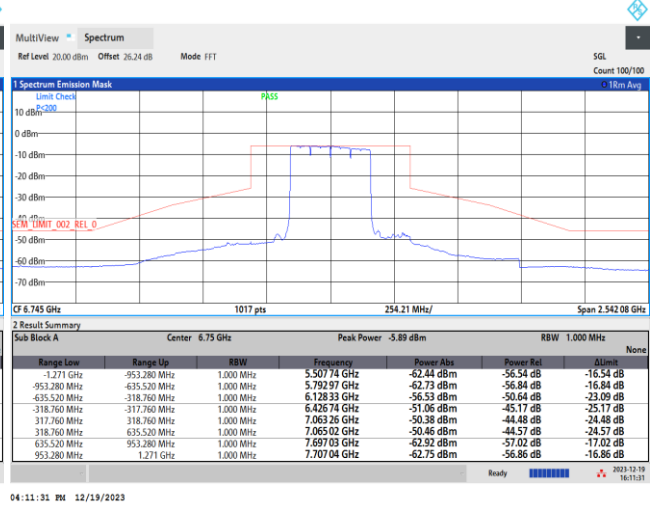 MultiView Spectrum
Ref Level 20.00 dBm Offset 26.24 dB Mode FFT SGL
Count 100/100
1 Spectrum Emission Mask 1Rm Avg
Limit Check PASS
P<200
10 dBm
0 dBm
-10 dBm
-20 dBm
-30 dBm
-40 dBm
SEM_LIMIT_002_REL_0
-50 dBm
-60 dBm
-70 dBm
CF 6.745 GHz 1017 pts 254.21 MHz/ Span 2.542 08 GHz
2 Result Summary
Sub Block A Center 6.75 GHz Peak Power -5.89 dBm RBW 1.000 MHz
None
Range Low Range Up RBW Frequency Power Abs Power Rel ΔLimit
-1.271 GHz -953.280 MHz 1.000 MHz 5.507 74 GHz -62.44 dBm -56.54 dB -16.54 dB
-953.280 MHz -635.520 MHz 1.000 MHz 5.792 97 GHz -62.73 dBm -56.84 dB -16.84 dB
-635.520 MHz -318.760 MHz 1.000 MHz 6.128 33 GHz -56.53 dBm -50.64 dB -23.09 dB
-318.760 MHz -317.760 MHz 1.000 MHz 6.426 74 GHz -51.06 dBm -45.17 dB -25.17 dB
317.760 MHz 318.760 MHz 1.000 MHz 7.063 26 GHz -50.38 dBm -44.48 dB -24.48 dB
318.760 MHz 635.520 MHz 1.000 MHz 7.065 02 GHz -50.46 dBm -44.57 dB -24.57 dB
635.520 MHz 953.280 MHz 1.000 MHz 7.697 03 GHz -62.92 dBm -57.02 dB -17.02 dB
953.280 MHz 1.271 GHz 1.000 MHz 7.707 04 GHz -62.75 dBm -56.86 dB -16.86 dB
Ready 2023-12-19
16:11:31
04:11:31 PM 12/19/2023